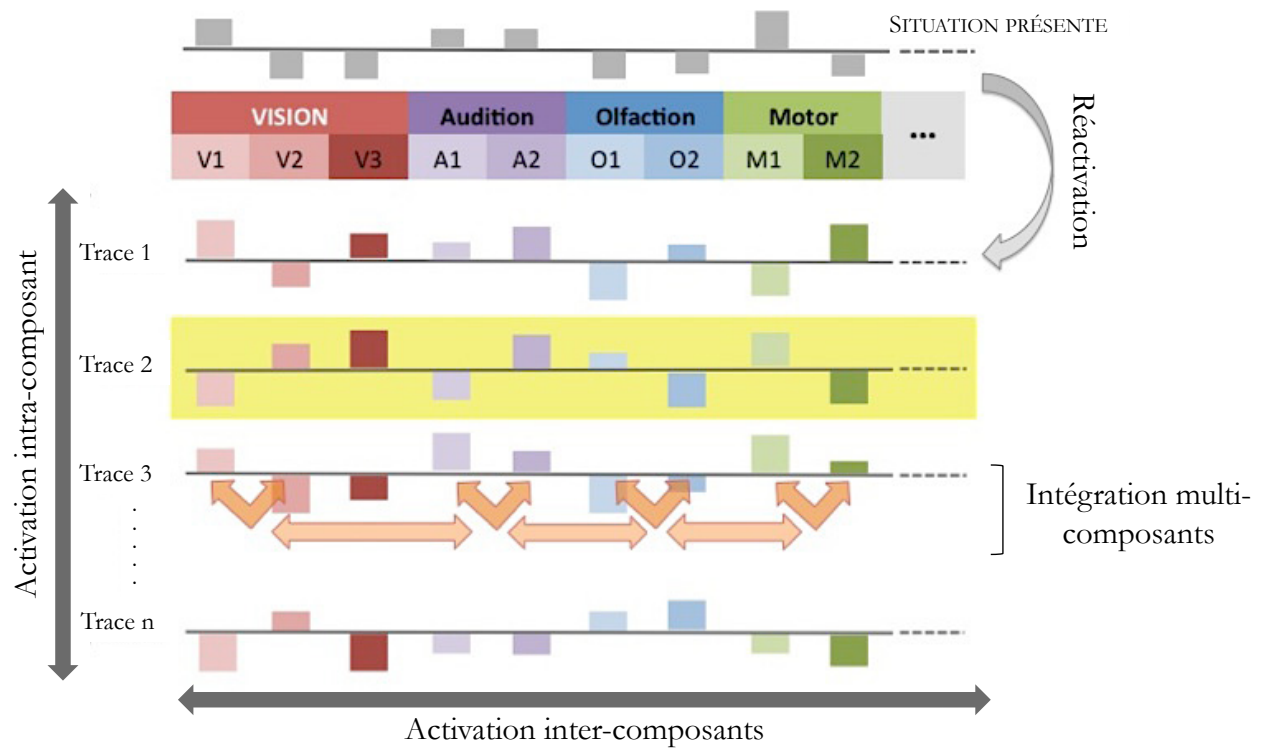 SITUATION PRÉSENTE
VISION Audition Olfaction Motor ...
V1 V2 V3 A1 A2 O1 O2 M1 M2
Réactivation
Activation intra-composant
Trace 1
Trace 2
Trace 3
Intégration multi-
composants
Trace n
Activation inter-composants